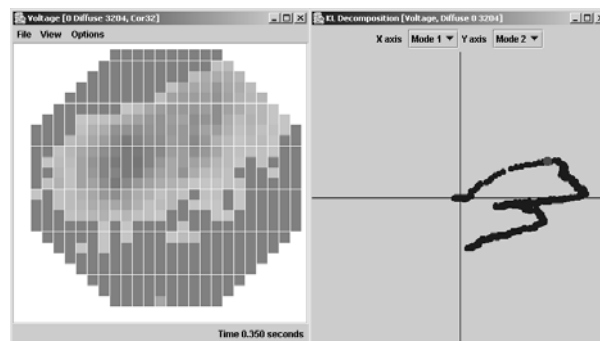 Voltage [0 Diffuse 3204, Cor32]
File View Options
Time 0.350 seconds
KL Decomposition [Voltage, Diffuse 0 3204]
X axis Mode 1 Y axis Mode 2